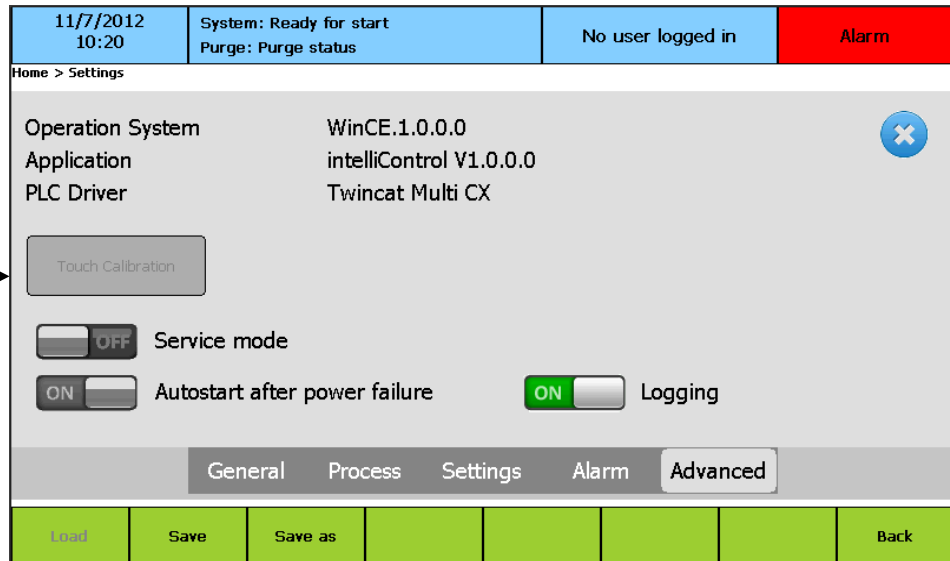 11/7/2012
10:20
System: Ready for start
Purge: Purge status
No user logged in
Alarm
Home > Settings
Operation System WinCE.1.0.0.0
Application intelliControl V1.0.0.0
PLC Driver Twincat Multi CX
Touch Calibration
OFF Service mode
ON Autostart after power failure ON Logging
General Process Settings Alarm Advanced
Load Save Save as Back